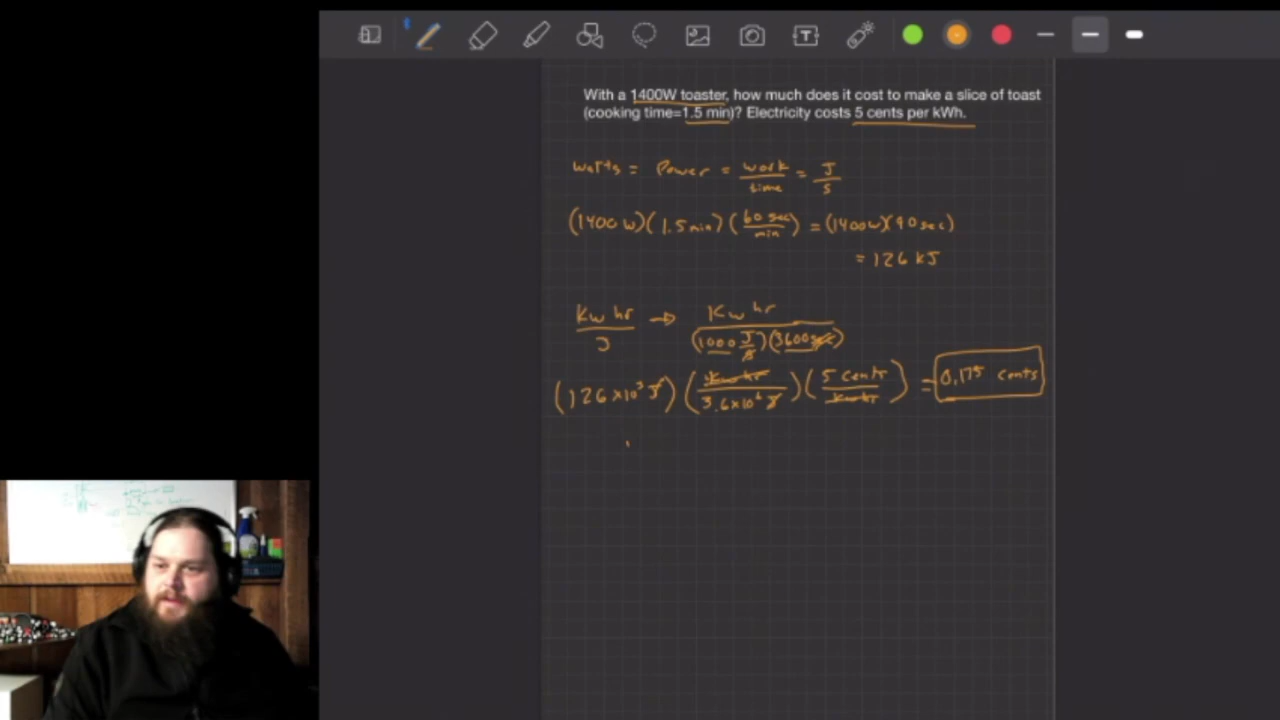 With a 1400W toaster, how much does it cost to make a slice of toast
(cooking time=1.5 min)? Electricity costs 5 cents per kWh.
Watts = Power = work/time = J/s
(1400 W)(1.5 min)(60 sec/min) = (1400W)(90 sec)
= 126 KJ
Kw hr/J → Kw hr/(1000 J/s)(3600 sec)
(126 x 10³ J)(Kw hr/3.6x10⁶ J)(5 cents/Kw hr) = 0.175 cents